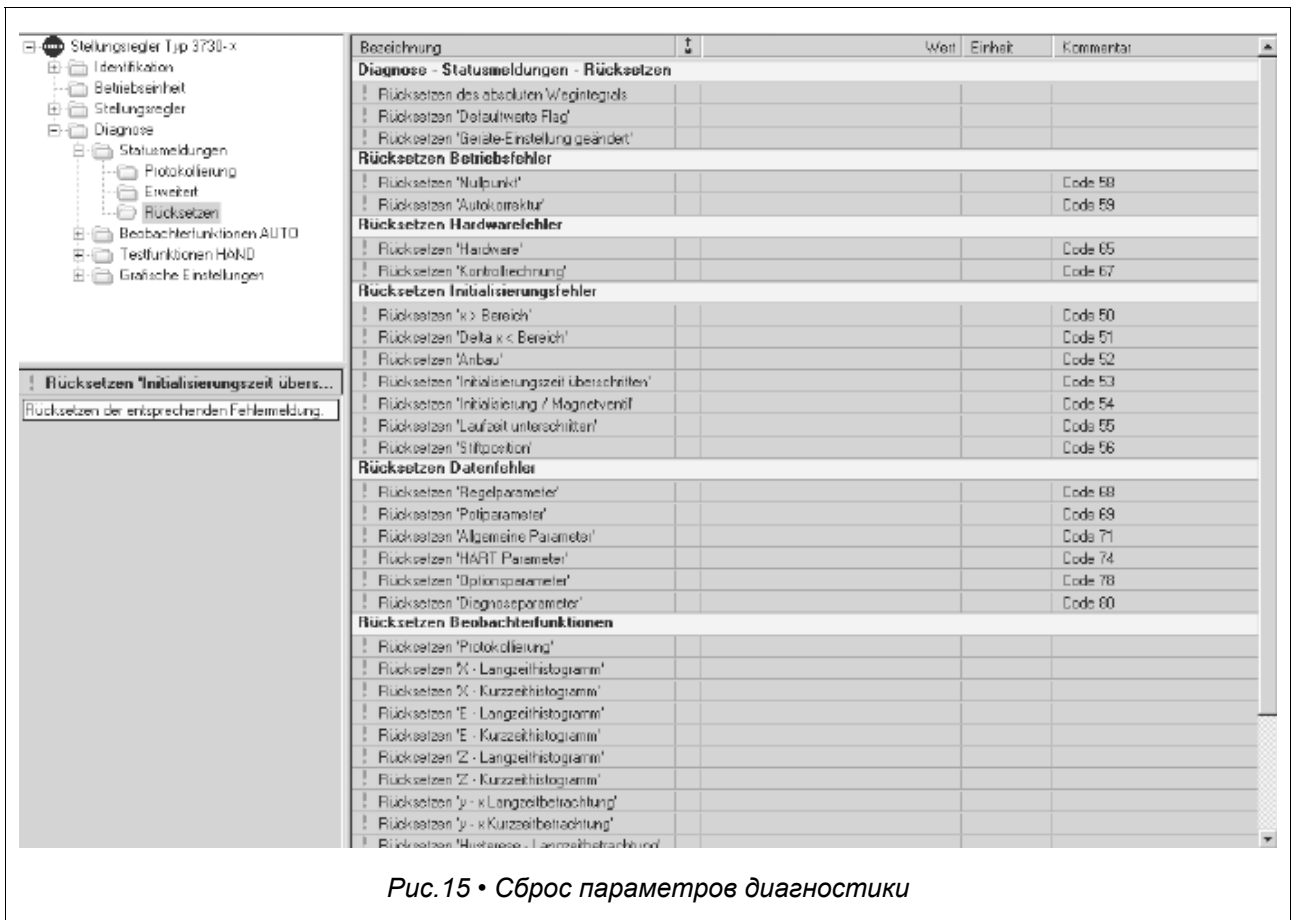 Stellungsregler Typ 3730-x
Identifikation
Betriebseinheit
Stellungsregler
Diagnose
Statusmeldungen
Protokollierung
Erweitert
Rücksetzen
Beobachterfunktionen AUTO
Testfunktionen HAND
Grafische Einstellungen
! Rücksetzen 'Initialisierungszeit übers...
Rücksetzen der entsprechenden Fehlermeldung.
Bezeichnung Wert Einheit Kommentar
Diagnose - Statusmeldungen - Rücksetzen
! Rücksetzen des absoluten Wegintegrals
! Rücksetzen 'Defaultwerte Flag'
! Rücksetzen 'Geräte-Einstellung geändert'
Rücksetzen Betriebsfehler
! Rücksetzen 'Nullpunkt' Code 58
! Rücksetzen 'Autokorrektur' Code 59
Rücksetzen Hardwarefehler
! Rücksetzen 'Hardware' Code 65
! Rücksetzen 'Kontrollrechnung' Code 67
Rücksetzen Initialisierungsfehler
! Rücksetzen 'x > Bereich' Code 50
! Rücksetzen 'Delta x < Bereich' Code 51
! Rücksetzen 'Anbau' Code 52
! Rücksetzen 'Initialisierungszeit überschritten' Code 53
! Rücksetzen 'Initialisierung / Magnetventil' Code 54
! Rücksetzen 'Laufzeit unterschritten' Code 55
! Rücksetzen 'Stiftposition' Code 56
Rücksetzen Datenfehler
! Rücksetzen 'Regelparameter' Code 68
! Rücksetzen 'Potiparameter' Code 69
! Rücksetzen 'Allgemeine Parameter' Code 71
! Rücksetzen 'HART Parameter' Code 74
! Rücksetzen 'Optionsparameter' Code 78
! Rücksetzen 'Diagnoseparameter' Code 80
Rücksetzen Beobachterfunktionen
! Rücksetzen 'Protokollierung'
! Rücksetzen 'X - Langzeithistogramm'
! Rücksetzen 'X - Kurzzeithistogramm'
! Rücksetzen 'E - Langzeithistogramm'
! Rücksetzen 'E - Kurzzeithistogramm'
! Rücksetzen 'Z - Langzeithistogramm'
! Rücksetzen 'Z - Kurzzeithistogramm'
! Rücksetzen 'y - x Langzeitbetrachtung'
! Rücksetzen 'y - x Kurzzeitbetrachtung'
! Rücksetzen 'Hysterese - Langzeitbetrachtung'
Рис.15 • Сброс параметров диагностики